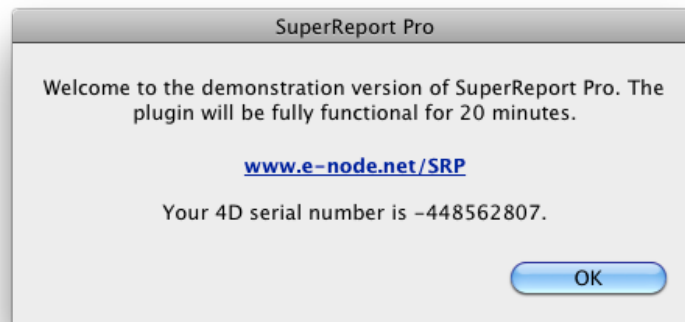 SuperReport Pro
Welcome to the demonstration version of SuperReport Pro. The
plugin will be fully functional for 20 minutes.
www.e-node.net/SRP
Your 4D serial number is -448562807.
OK